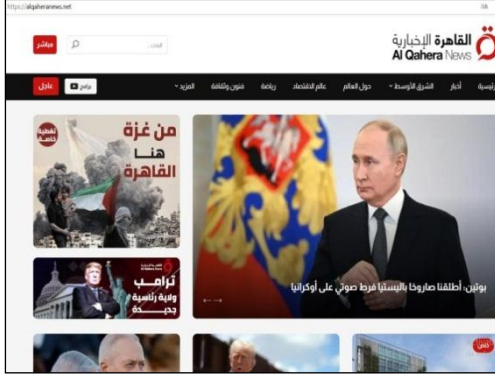 https://alqaheranews.net
القاهرة الإخبارية
Al Qahera News
مباشر
أخبار
الشرق الأوسط
حول العالم
عالم الاقتصاد
رياضة
فنون وثقافة
المزيد
برامج
عاجل
بوتين: أطلقنا صاروخا باليستيا فرط صوتي على أوكرانيا
تغطية
خاصة
من غزة
هنا
القاهرة
ترامب
ولاية رئاسية
جديدة
خاص